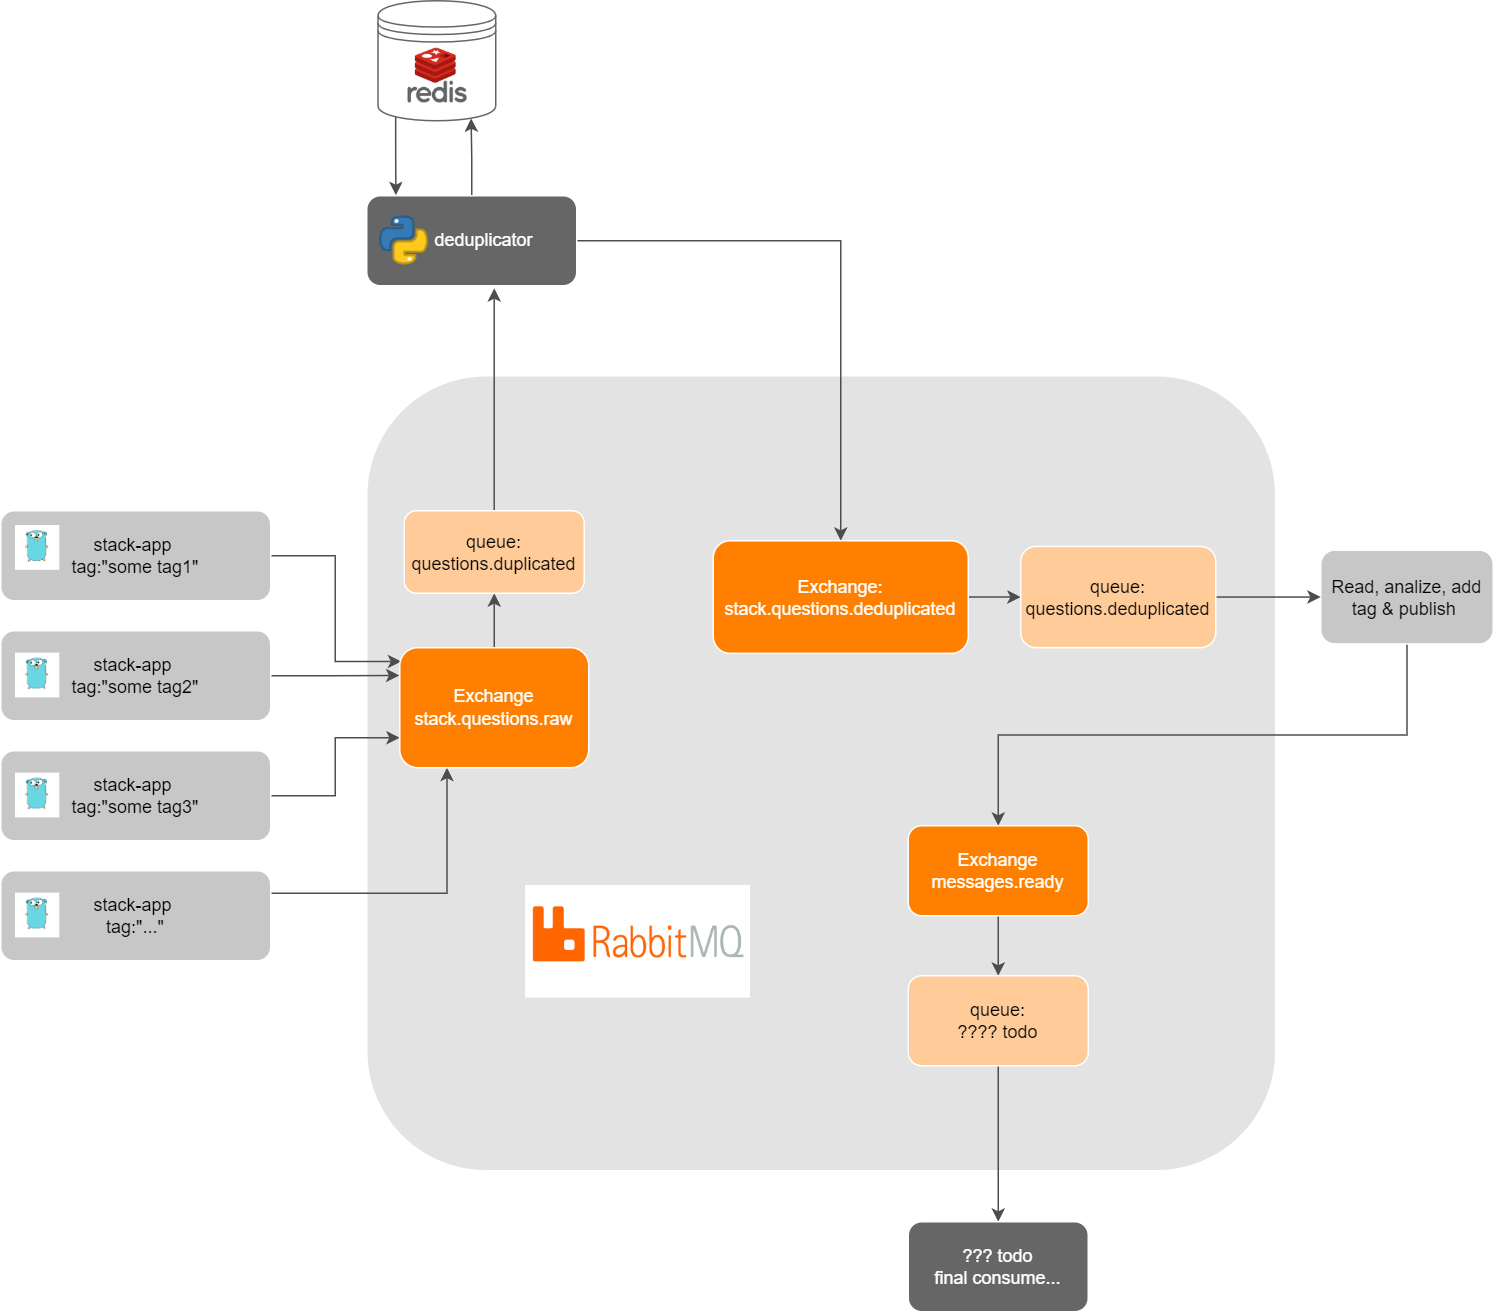 redis
deduplicator
queue:
questions.duplicated
stack-app
tag:"some tag1"
stack-app
tag:"some tag2"
stack-app
tag:"some tag3"
stack-app
tag:"..."
Exchange
stack.questions.raw
Exchange:
stack.questions.deduplicated
queue:
questions.deduplicated
Read, analize, add
tag & publish
Exchange
messages.ready
RabbitMQ
queue:
???? todo
??? todo
final consume...